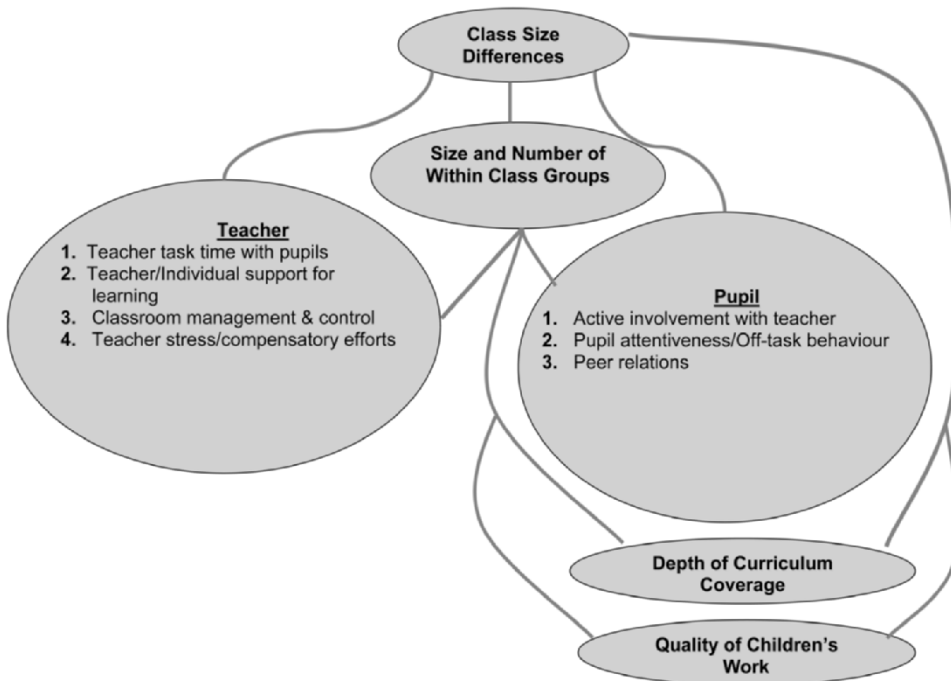 Class Size
Differences
Size and Number of
Within Class Groups
Teacher
1. Teacher task time with pupils
2. Teacher/Individual support for
learning
3. Classroom management & control
4. Teacher stress/compensatory efforts
Pupil
1. Active involvement with teacher
2. Pupil attentiveness/Off-task behaviour
3. Peer relations
Depth of Curriculum
Coverage
Quality of Children's
Work